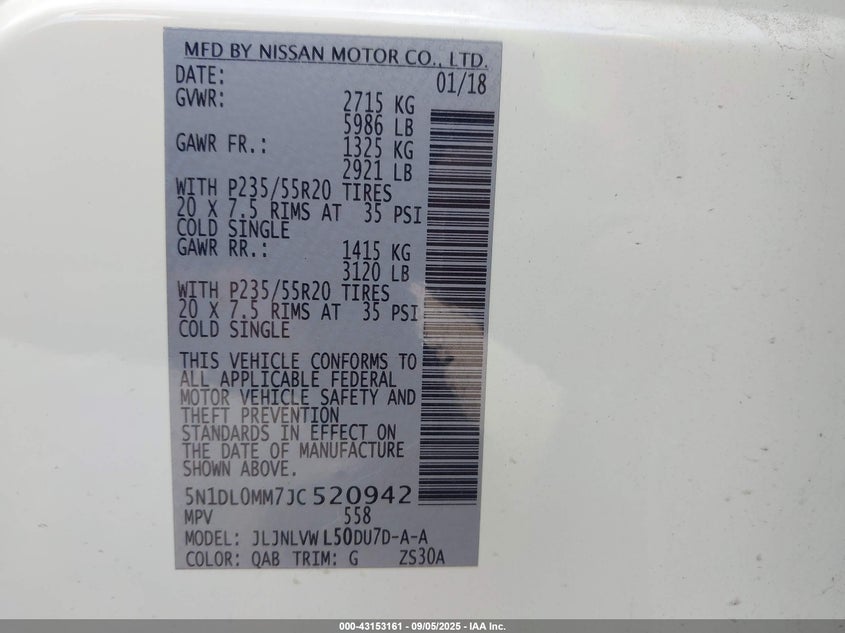 MFD BY NISSAN MOTOR CO., LTD.
DATE: 01/18
GVWR: 2715 KG
5986 LB
GAWR FR.: 1325 KG
2921 LB
WITH P235/55R20 TIRES
20 X 7.5 RIMS AT 35 PSI
COLD SINGLE
GAWR RR.: 1415 KG
3120 LB
WITH P235/55R20 TIRES
20 X 7.5 RIMS AT 35 PSI
COLD SINGLE
THIS VEHICLE CONFORMS TO
ALL APPLICABLE FEDERAL
MOTOR VEHICLE SAFETY AND
THEFT PREVENTION
STANDARDS IN EFFECT ON
THE DATE OF MANUFACTURE
SHOWN ABOVE.
5N1DL0MM7JC520942
MPV 558
MODEL: JLJNLVWL50DU7D-A-A
COLOR: QAB TRIM: G ZS30A
000-43153161 - 09/05/2025 - IAA Inc.